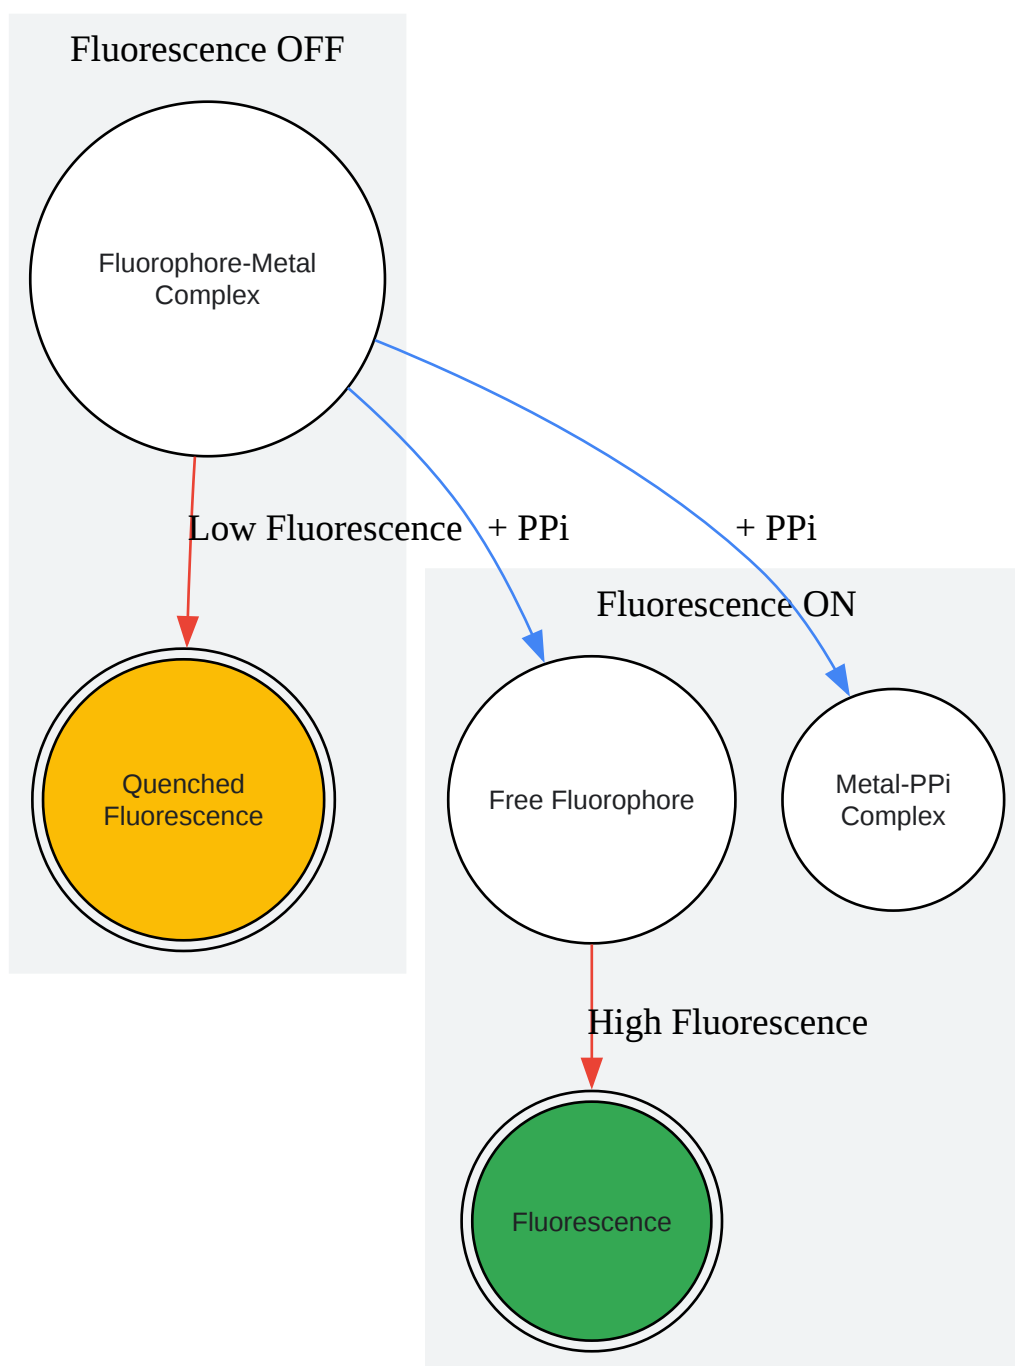 Fluorescence OFF
Fluorophore-Metal
Complex
Low Fluorescence
+ PPi
+ PPi
Fluorescence ON
Quenched
Fluorescence
Free Fluorophore
Metal-PPi
Complex
High Fluorescence
Fluorescence